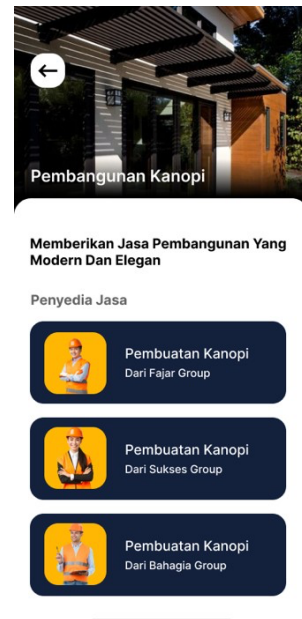 Pembangunan Kanopi
Memberikan Jasa Pembangunan Yang
Modern Dan Elegan
Penyedia Jasa
Pembuatan Kanopi
Dari Fajar Group
Pembuatan Kanopi
Dari Sukses Group
Pembuatan Kanopi
Dari Bahagia Group